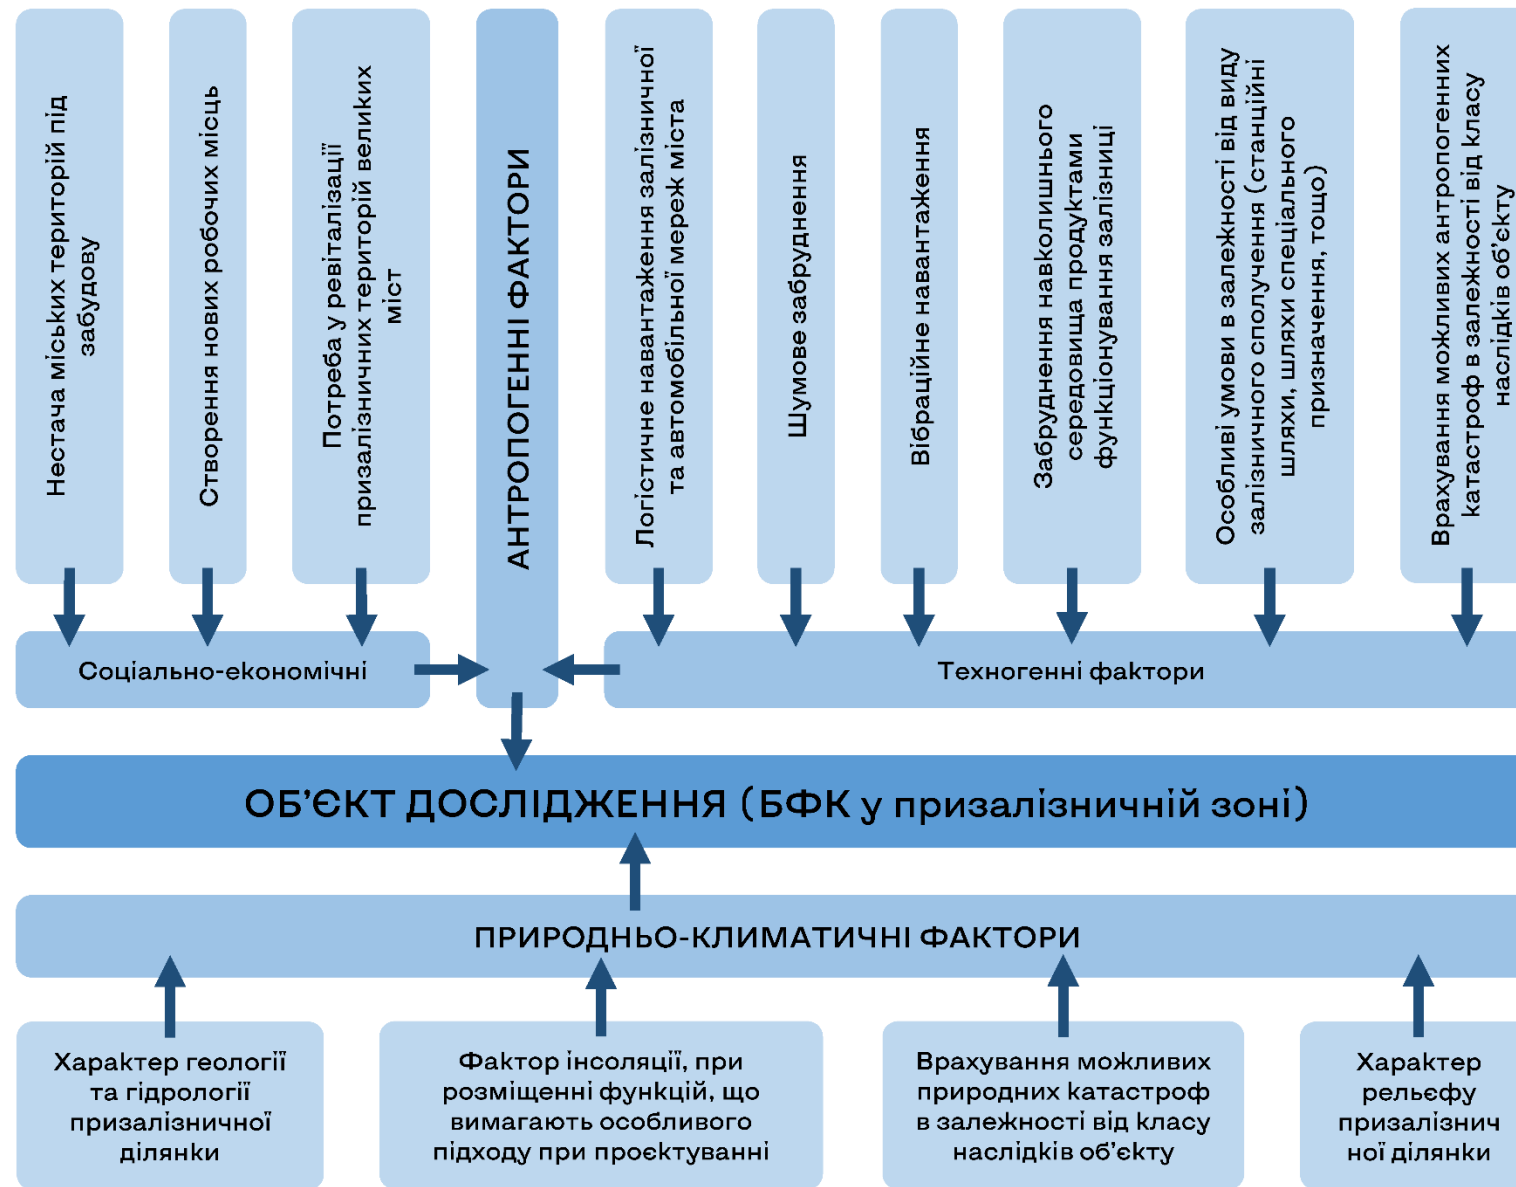 Нестача міських територій під
забудову
Створення нових робочих місць
Потреба у ревіталізації
призалізничних територій великих
міст
АНТРОПОГЕННІ ФАКТОРИ
Логістичне навантаження залізничної
та автомобільної мереж міста
Шумове забруднення
Вібраційне навантаження
Забруднення навколишнього
середовища продуктами
функціонування залізниці
Особливі умови в залежності від виду
залізничного сполучення (станційні
шляхи, шляхи спеціального
призначення, тощо)
Врахування можливих антропогенних
катастроф в залежності від класу
наслідків об’єкту
Соціально-економічні
Техногенні фактори
ОБ’ЄКТ ДОСЛІДЖЕННЯ (БФК у призалізничній зоні)
ПРИРОДНЬО-КЛИМАТИЧНІ ФАКТОРИ
Характер геології
та гідрології
призалізничної
ділянки
Фактор інсоляції, при
розміщенні функцій, що
вимагають особливого
підходу при проєктуванні
Врахування можливих
природних катастроф
в залежності від класу
наслідків об’єкту
Характер
рельєфу
призалізнич
ної ділянки